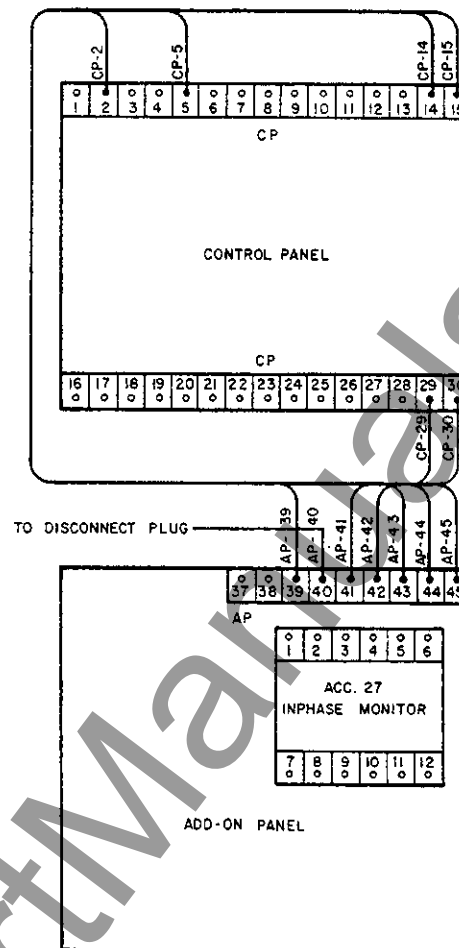 CP-2 CP-5 CP-14 CP-15
1 2 3 4 5 6 7 8 9 10 11 12 13 14 15
CP
CONTROL PANEL
CP
16 17 18 19 20 21 22 23 24 25 26 27 28 29 30
CP-29 CP-30
TO DISCONNECT PLUG
AP-39 AP-40 AP-41 AP-42 AP-43 AP-44 AP-45
37 38 39 40 41 42 43 44 45
AP
1 2 3 4 5 6
ACC. 27
INPHASE MONITOR
7 8 9 10 11 12
ADD-ON PANEL
rtManuals